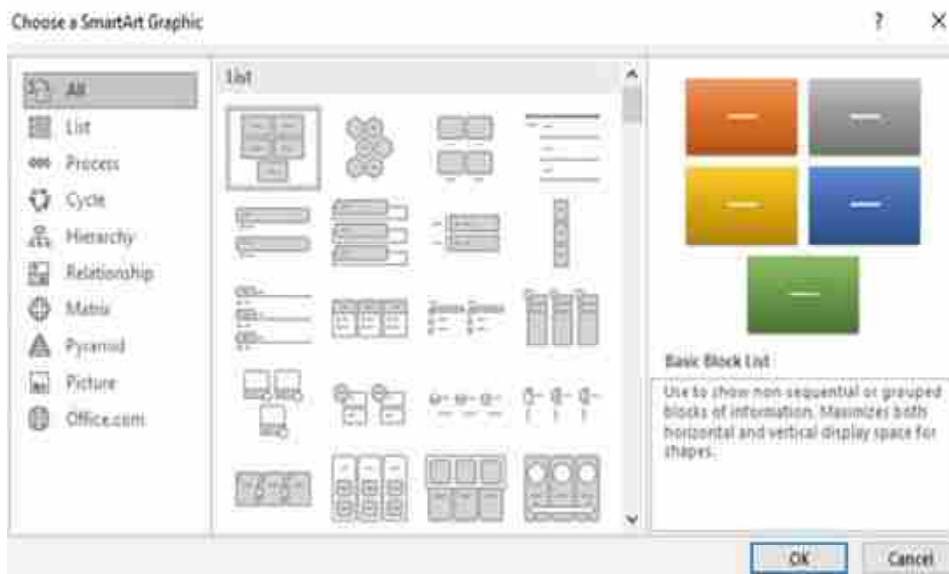 Choose a SmartArt Graphic
? X
All
List
Process
Cycle
Hierarchy
Relationship
Matrix
Pyramid
Picture
Office.com
List
Basic Block List
Use to show non-sequential or grouped
blocks of information. Maximizes both
horizontal and vertical display space for
shapes.
OK
Cancel